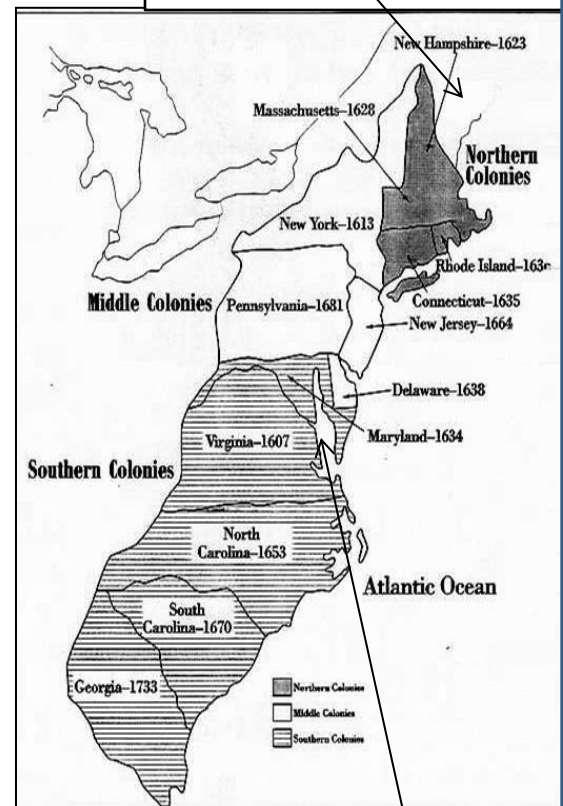 New Hampshire–1623
Massachusetts–1628
Northern
Colonies
New York–1613
Middle Colonies
Pennsylvania–1681
Connecticut–1635
New Jersey–1664
Delaware–1638
Virginia–1607
Maryland–1634
Southern Colonies
North
Carolina–1653
Atlantic Ocean
South
Carolina–1670
Georgia–1733
Northern Colonies
Middle Colonies
Southern Colonies
Rhode Island